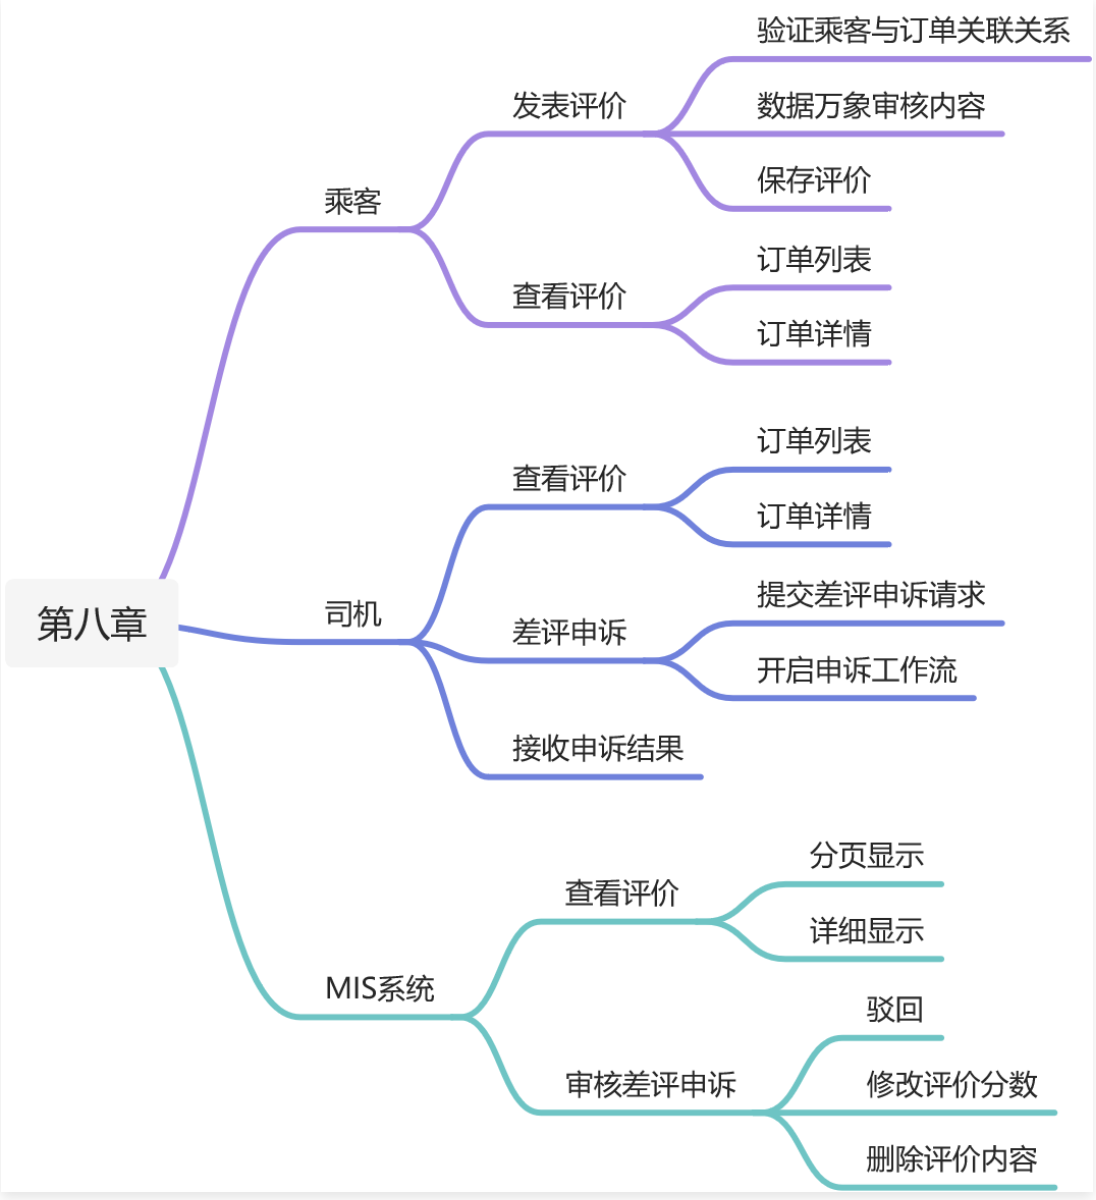 第八章
乘客
发表评价
验证乘客与订单关联关系
数据万象审核内容
保存评价
查看评价
订单列表
订单详情
司机
查看评价
订单列表
订单详情
差评申诉
提交差评申诉请求
开启申诉工作流
接收申诉结果
MIS系统
查看评价
分页显示
详细显示
审核差评申诉
驳回
修改评价分数
删除评价内容